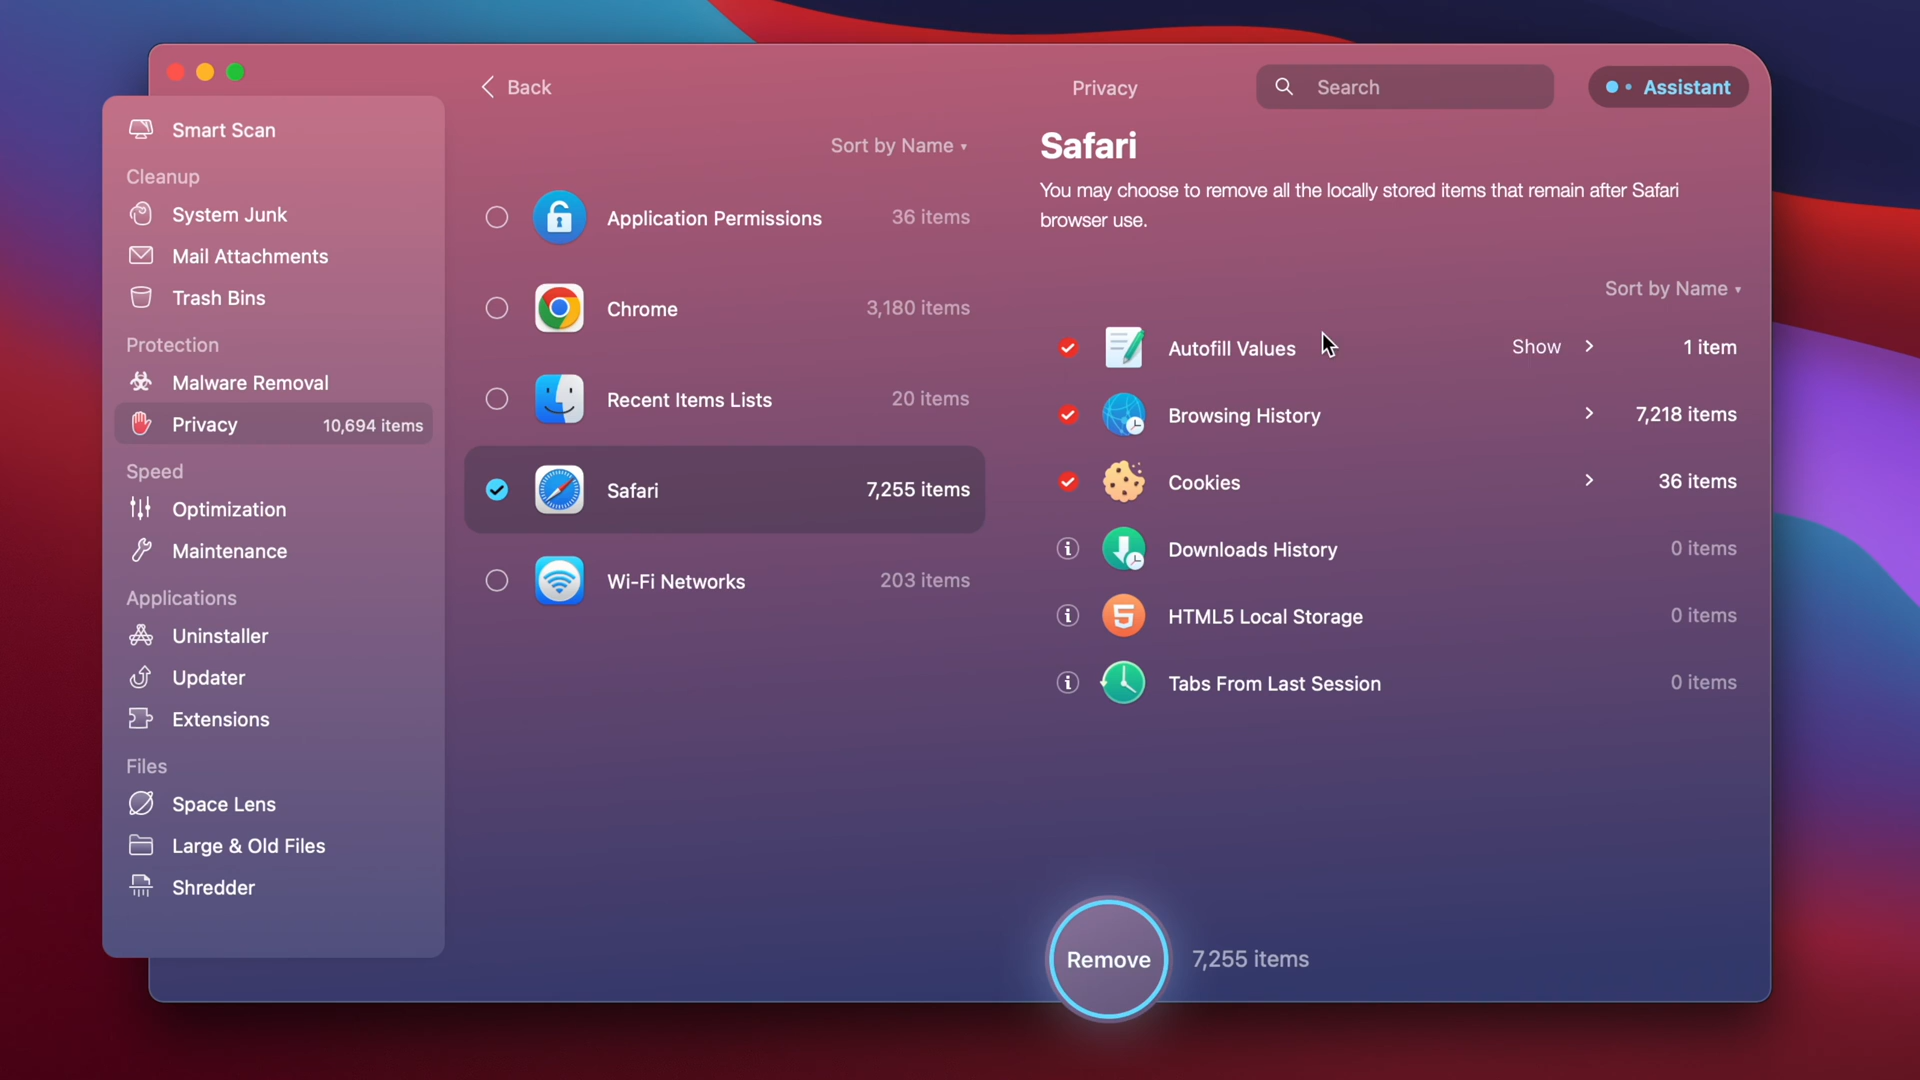 Back
Privacy
Search
Assistant
Smart Scan
Cleanup
System Junk
Mail Attachments
Trash Bins
Protection
Malware Removal
Privacy 10,694 items
Speed
Optimization
Maintenance
Applications
Uninstaller
Updater
Extensions
Files
Space Lens
Large & Old Files
Shredder
Sort by Name
Application Permissions 36 items
Chrome 3,180 items
Recent Items Lists 20 items
Safari 7,255 items
Wi-Fi Networks 203 items
Safari
You may choose to remove all the locally stored items that remain after Safari
browser use.
Sort by Name
Autofill Values Show 1 item
Browsing History 7,218 items
Cookies 36 items
Downloads History 0 items
HTML5 Local Storage 0 items
Tabs From Last Session 0 items
Remove 7,255 items